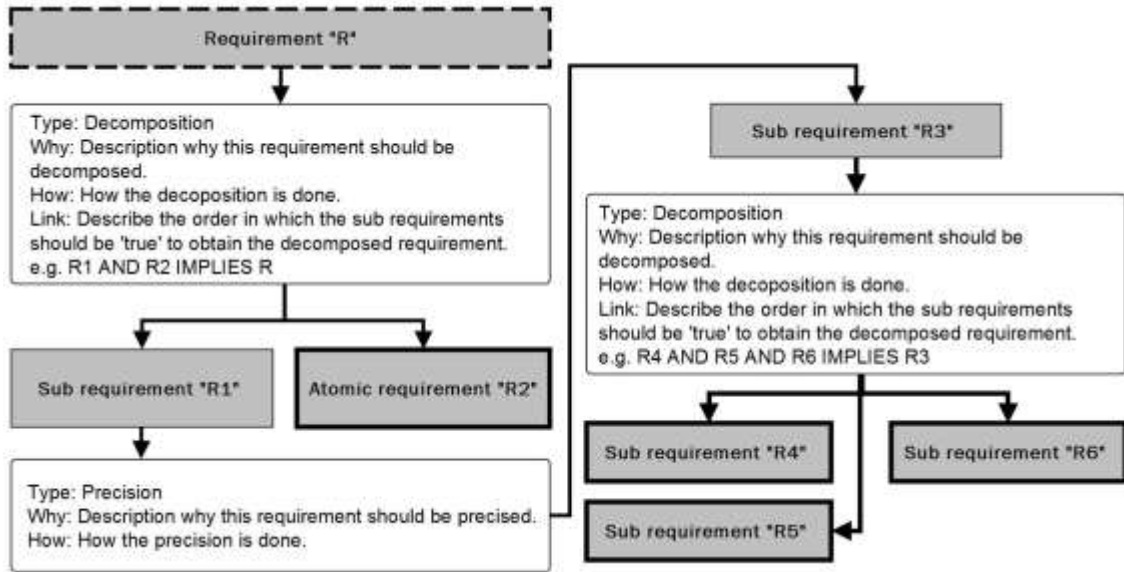 Requirement "R"
Type: Decomposition
Why: Description why this requirement should be
decomposed.
How: How the decoposition is done.
Link: Describe the order in which the sub requirements
should be 'true' to obtain the decomposed requirement.
e.g. R1 AND R2 IMPLIES R
Sub requirement "R1"
Atomic requirement "R2"
Type: Precision
Why: Description why this requirement should be precised.
How: How the precision is done.
Sub requirement "R3"
Type: Decomposition
Why: Description why this requirement should be
decomposed.
How: How the decoposition is done.
Link: Describe the order in which the sub requirements
should be 'true' to obtain the decomposed requirement.
e.g. R4 AND R5 AND R6 IMPLIES R3
Sub requirement "R4"
Sub requirement "R6"
Sub requirement "R5"